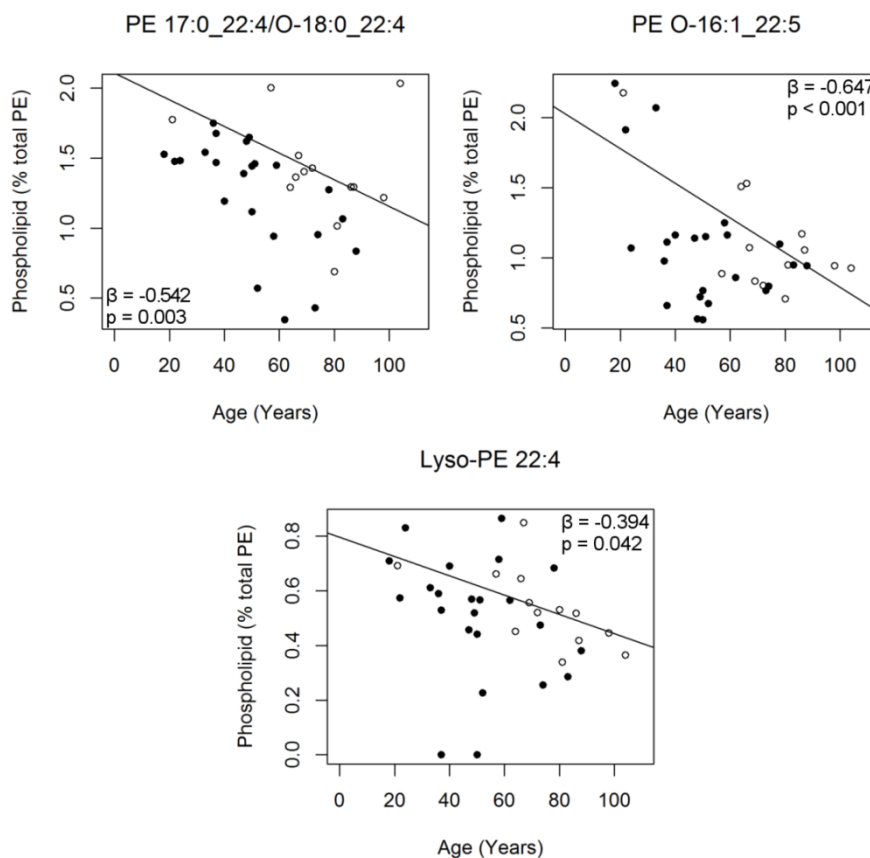 PE 17:0_22:4/O-18:0_22:4
Phospholipid (% total PE)
2.0
1.5
1.0
0.5
β = -0.542
p = 0.003
0 20 40 60 80 100
Age (Years)
PE O-16:1_22:5
Phospholipid (% total PE)
2.0
1.5
1.0
0.5
β = -0.647
p < 0.001
0 20 40 60 80 100
Age (Years)
Lyso-PE 22:4
Phospholipid (% total PE)
0.8
0.6
0.4
0.2
0.0
β = -0.394
p = 0.042
0 20 40 60 80 100
Age (Years)